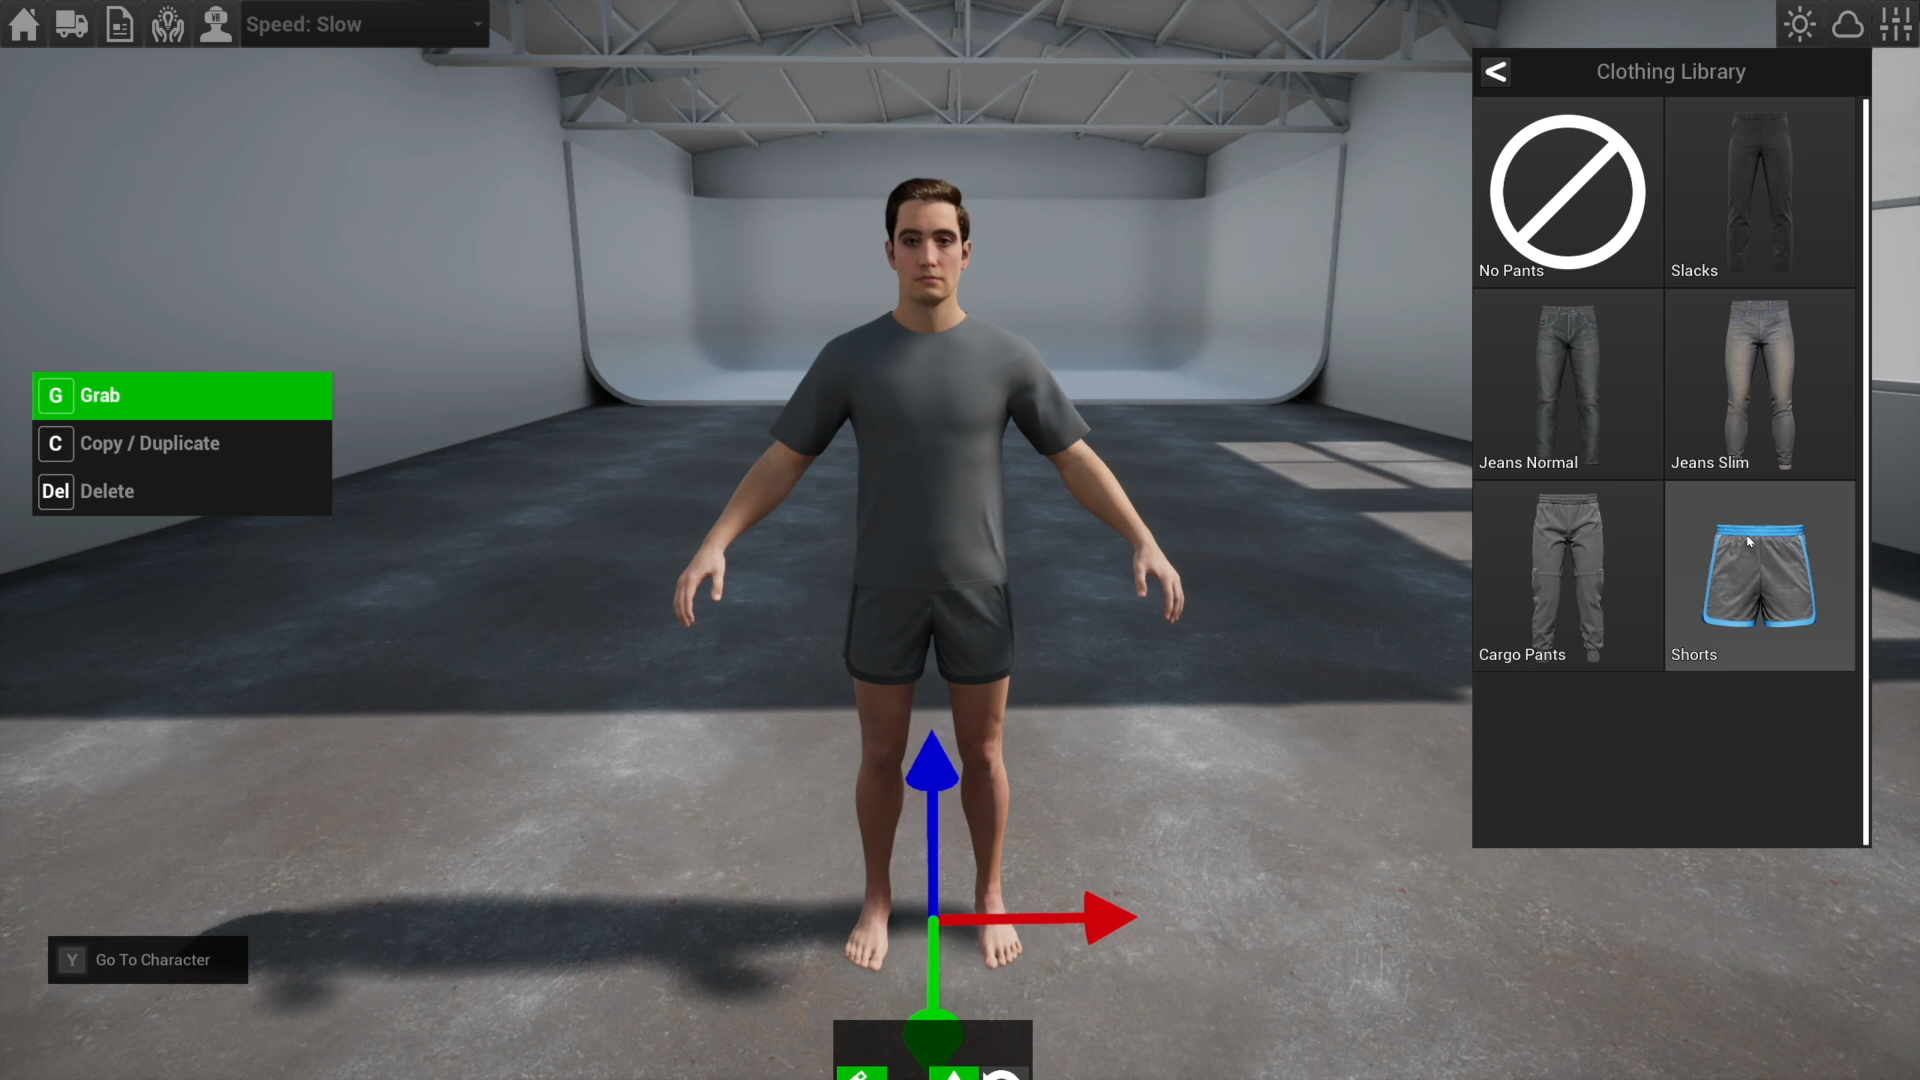 VR
Speed: Slow
Clothing Library
No Pants
Slacks
Jeans Normal
Jeans Slim
Cargo Pants
Shorts
G Grab
C Copy / Duplicate
Del Delete
Y Go To Character